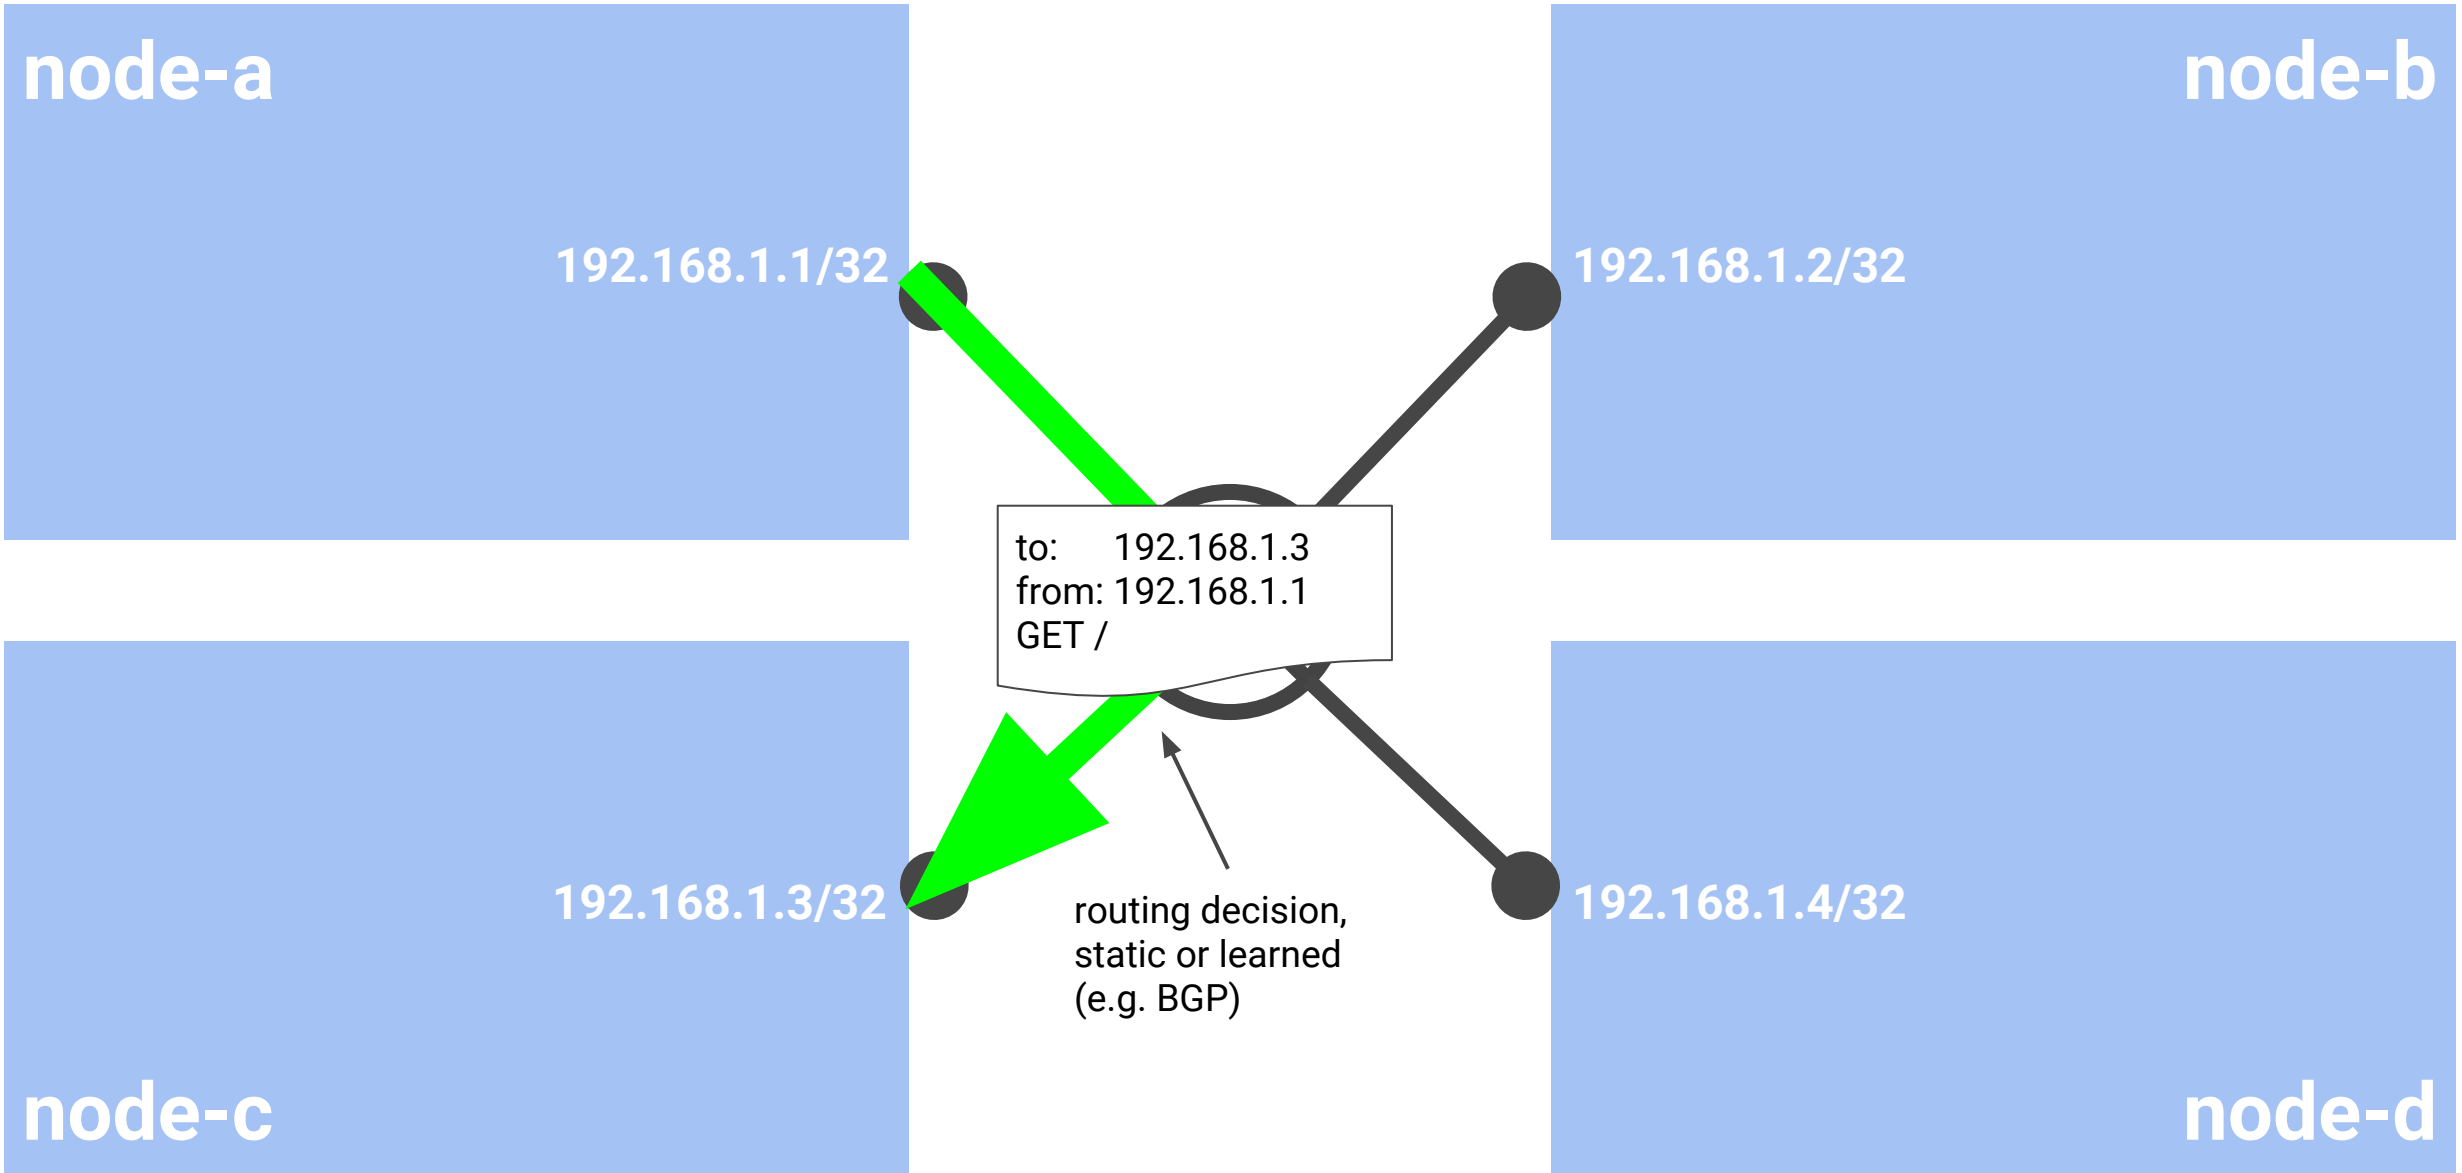 node-a
node-b
192.168.1.1/32
192.168.1.2/32
to: 192.168.1.3
from: 192.168.1.1
GET /
192.168.1.3/32
192.168.1.4/32
routing decision,
static or learned
(e.g. BGP)
node-c
node-d